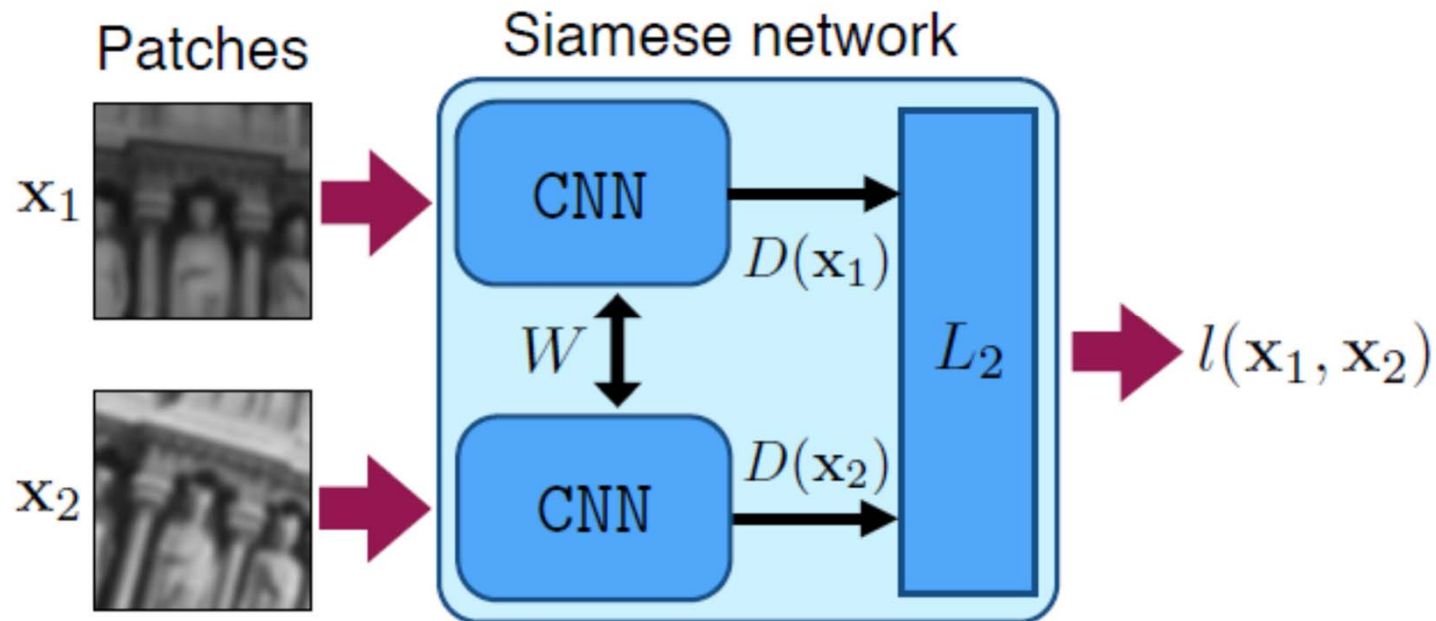 Patches
Siamese network
x₁
CNN
D(x₁)
W
L₂
l(x₁, x₂)
x₂
CNN
D(x₂)